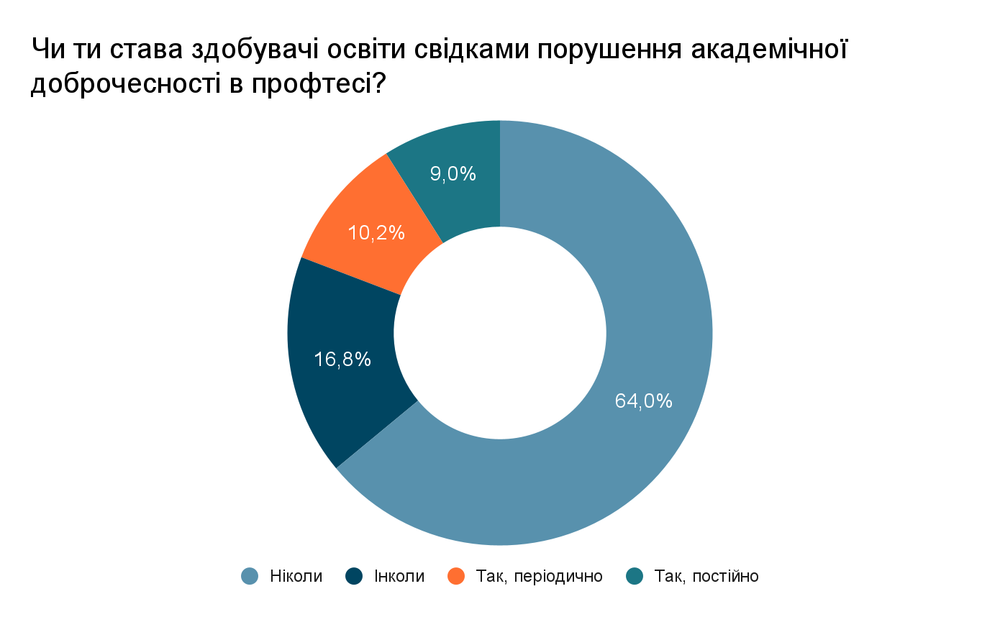 Чи ти става здобувачі освіти свідками порушення академічної
доброчесності в профтесі?
9,0%
10,2%
16,8%
64,0%
Ніколи Інколи Так, періодично Так, постійно